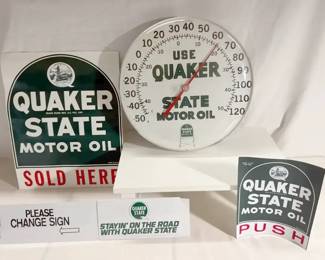 QUAKER
STATE
MOTOR OIL
SOLD HERE
USE
QUAKER
STATE
MOTOR OIL
50
40
30
20
10
0
10
20
30
40
50
60
70
80
90
100
110
120
QUAKER
STATE
PLEASE
CHANGE SIGN
QUAKER
STATE
STAYIN' ON THE ROAD
WITH QUAKER STATE
QUAKER
STATE
MOTOR OIL
PUSH